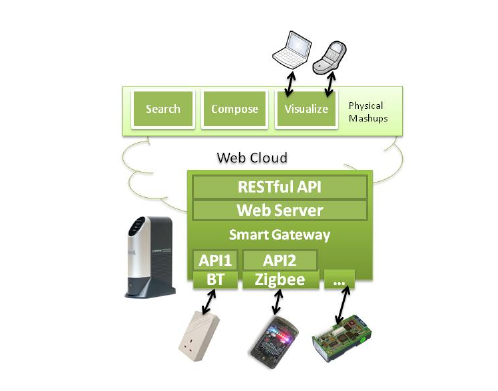 Search
Compose
Visualize
Physical
Mashups
Web Cloud
RESTful API
Web Server
Smart Gateway
API1
API2
BT
Zigbee
...